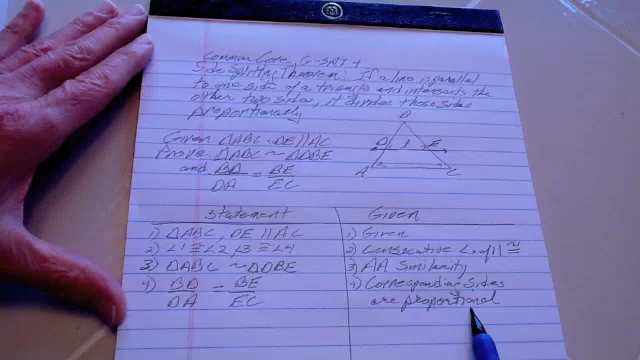 Common Core, G-SRT 4
Side Splitting Theorem: If a line is parallel
to one side of a triangle and intersects the
other two sides, it divides those sides
proportionally
Given: ΔABC, DE || AC
Prove: ΔABC ~ ΔDBE
and BD/DA = BE/EC
B
D 1 E
A C
Statement
1) ΔABC, DE || AC
2) ∠1 ≅ ∠2, ∠3 ≅ ∠4
3) ΔABC ~ ΔDBE
4) BD/DA = BE/EC
Given
1) Given
2) Consecutive ∠ of || ≅
3) AA Similarity
4) Corresponding sides
are proportional